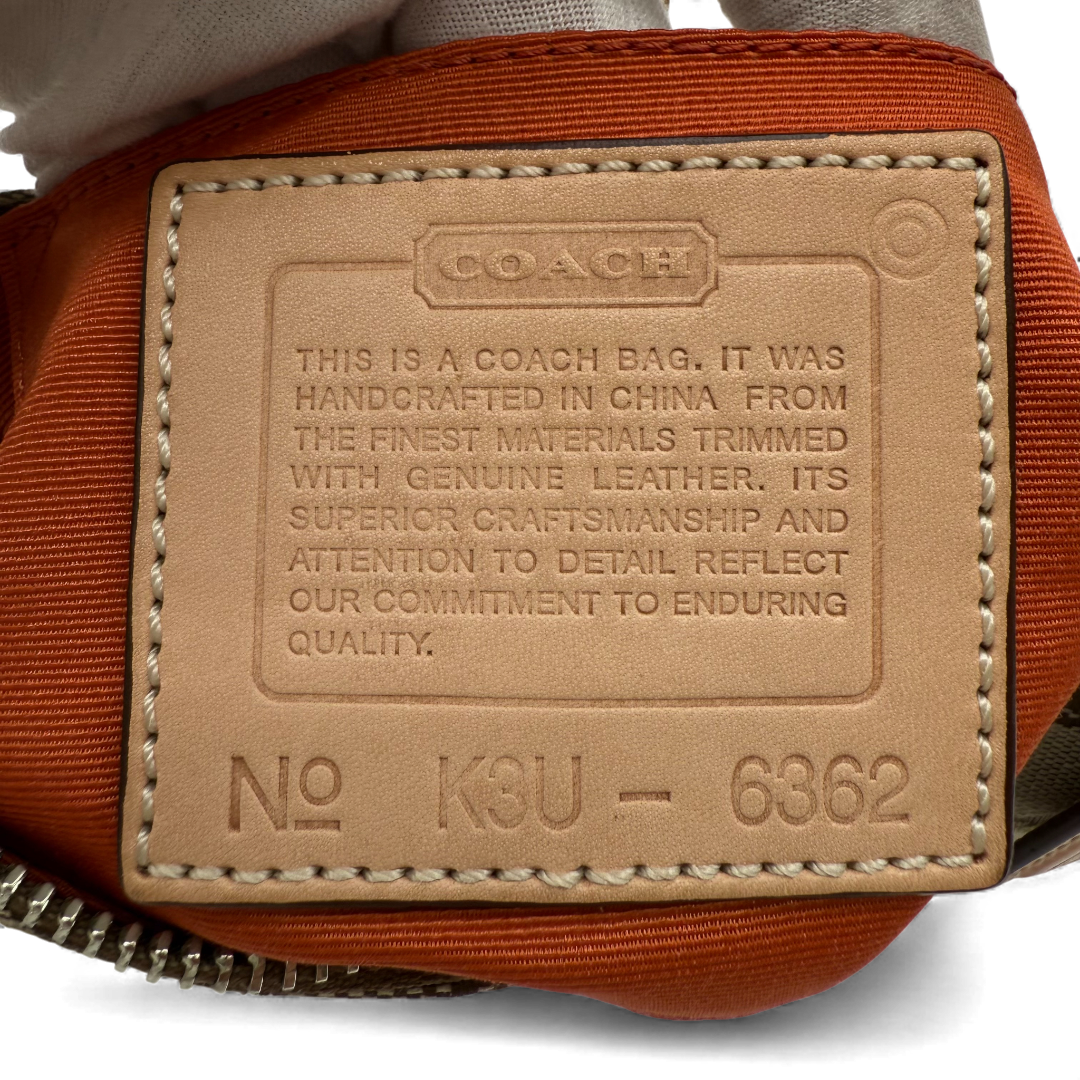 COACH
THIS IS A COACH BAG. IT WAS
HANDCRAFTED IN CHINA FROM
THE FINEST MATERIALS TRIMMED
WITH GENUINE LEATHER. ITS
SUPERIOR CRAFTSMANSHIP AND
ATTENTION TO DETAIL REFLECT
OUR COMMITMENT TO ENDURING
QUALITY.
No K3U - 6362